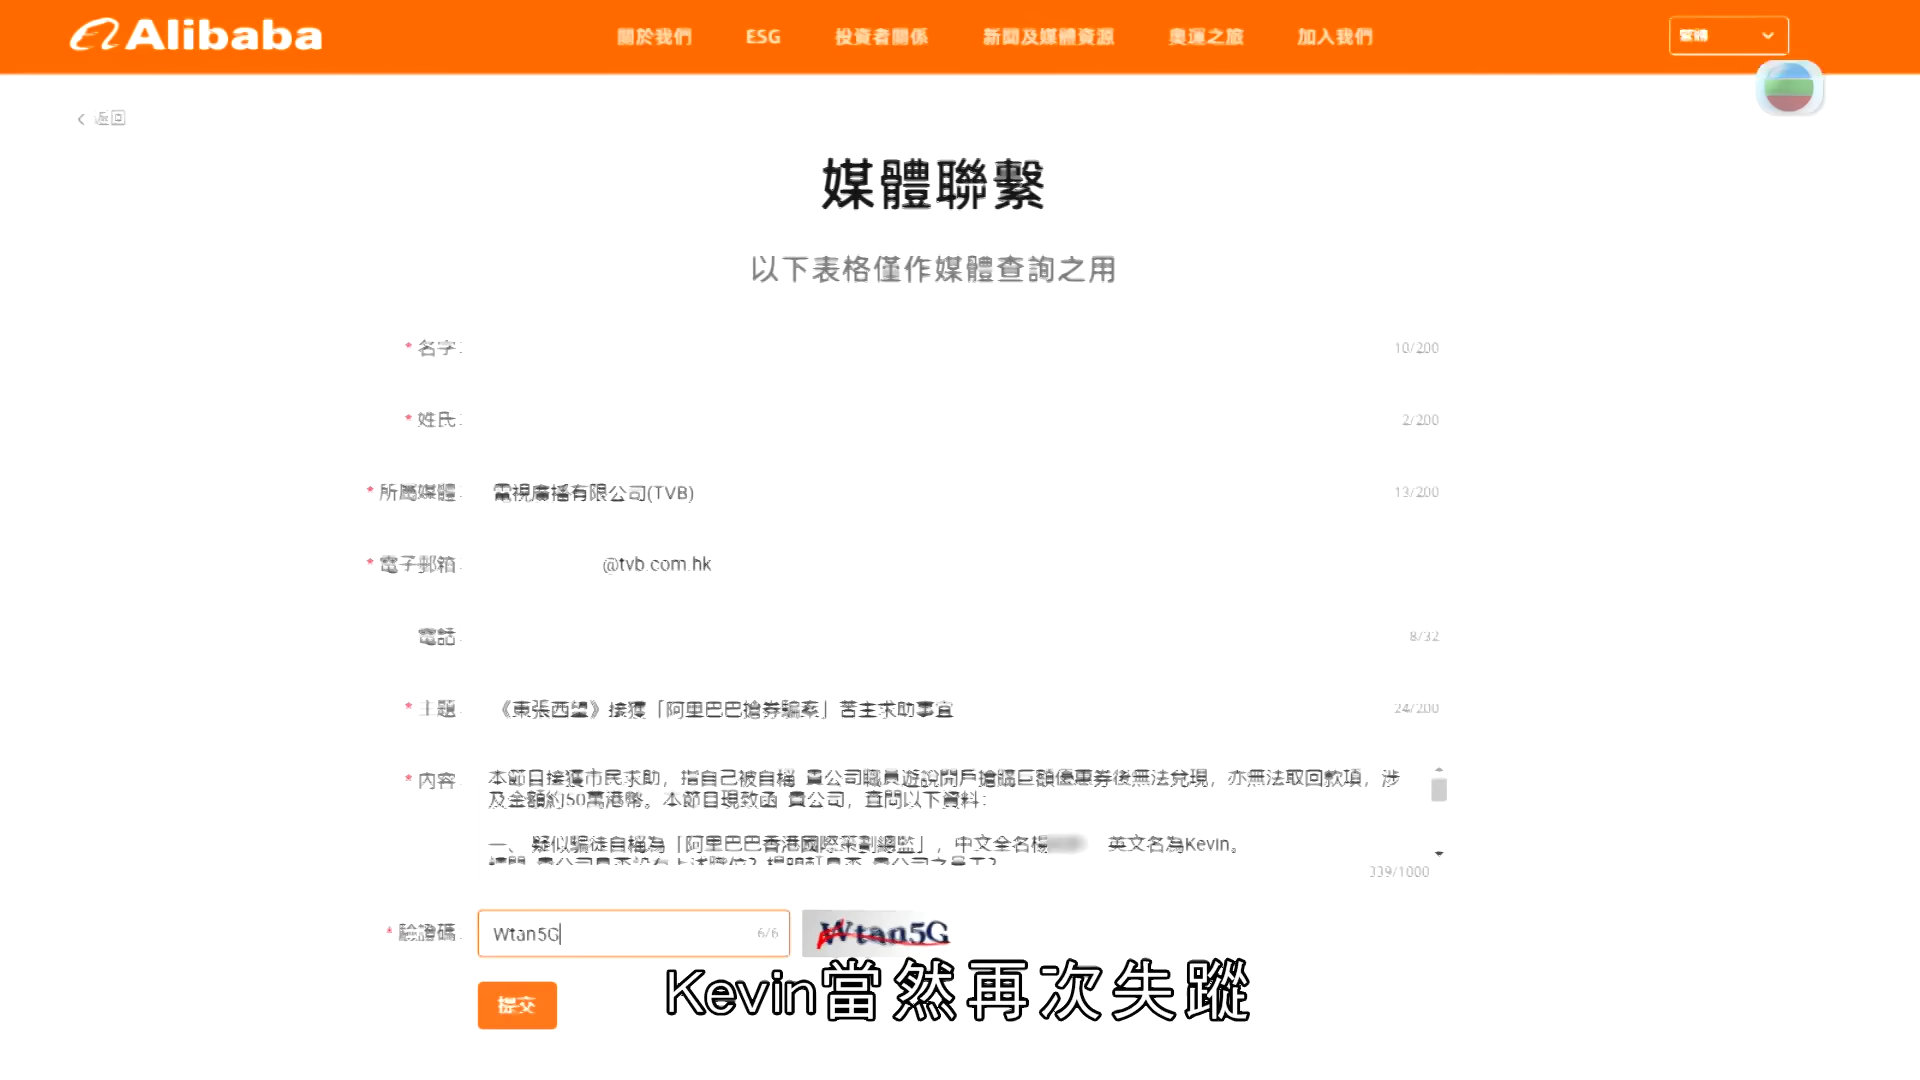 Alibaba
關於我們 ESG 投資者關係 新聞及媒體資源 奧運之旅 加入我們 繁體
返回
媒體聯繫
以下表格僅作媒體查詢之用
* 名字: 10/200
* 姓氏: 2/200
* 所屬媒體: 電視廣播有限公司(TVB) 13/200
* 電子郵箱: @tvb.com.hk
電話: 8/32
* 主題: 《東張西望》接獲「阿里巴巴搶券騙案」苦主求助事宜 24/200
* 內容: 本節目接獲市民求助，指自己被自稱 貴公司職員遊說開戶搶購巨額優惠券後無法兌現，亦無法取回款項，涉
及金額約50萬港幣。本節目現致函 貴公司，查問以下資料：
一、 疑似騙徒自稱為「阿里巴巴香港國際策劃總監」，中文全名楊 英文名為Kevin。
339/1000
* 驗證碼: Wtan5G 6/6 Wtan5G
提交
Kevin當然再次失蹤